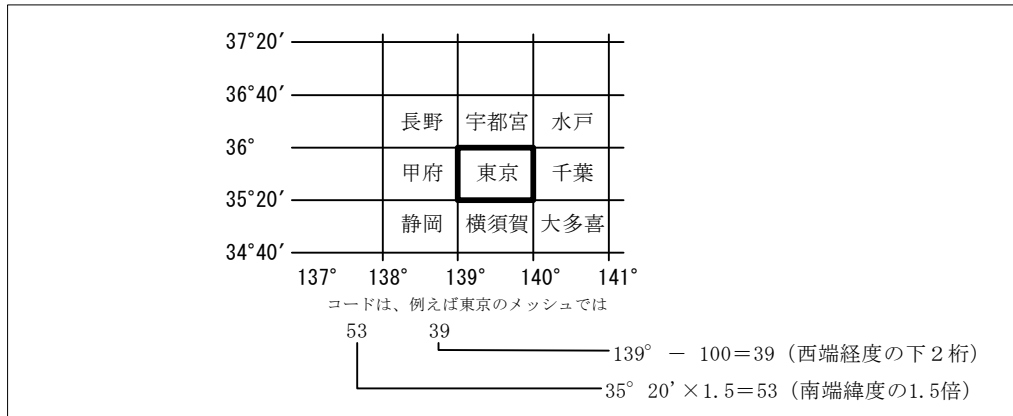 37°20′
36°40′
長野 宇都宮 水戸
36°
甲府 東京 千葉
35°20′
静岡 横須賀 大多喜
34°40′
137° 138° 139° 140° 141°
コードは、例えば東京のメッシュでは
53 39
139° － 100＝39（西端経度の下２桁）
35° 20'×1.5＝53（南端緯度の1.5倍）